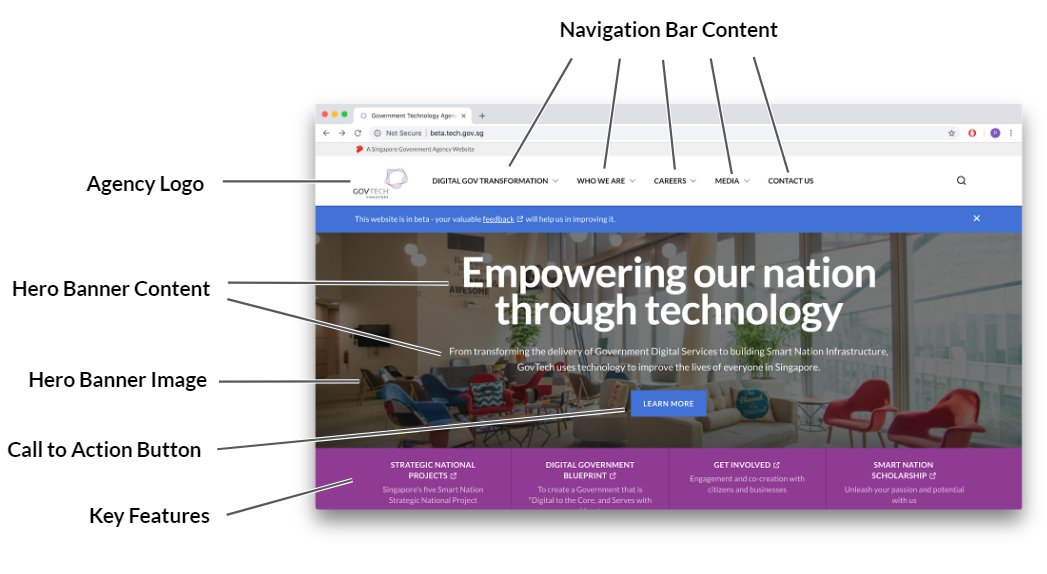 Navigation Bar Content
Government Technology Agen
Not Secure | beta.tech.gov.sg
A Singapore Government Agency Website
Agency Logo
GOVTECH
SINGAPORE
DIGITAL GOV TRANSFORMATION
WHO WE ARE
CAREERS
MEDIA
CONTACT US
This website is in beta - your valuable feedback will help us in improving it.
Hero Banner Content
Empowering our nation
through technology
AWESOME
From transforming the delivery of Government Digital Services to building Smart Nation Infrastructure,
GovTech uses technology to improve the lives of everyone in Singapore.
Hero Banner Image
LEARN MORE
Call to Action Button
Key Features
STRATEGIC NATIONAL
PROJECTS
Singapore's five Smart Nation
Strategic National Project
DIGITAL GOVERNMENT
BLUEPRINT
To create a Government that is
"Digital to the Core, and Serves with
GET INVOLVED
Engagement and co-creation with
citizens and businesses
SMART NATION
SCHOLARSHIP
Unleash your passion and potential
with us